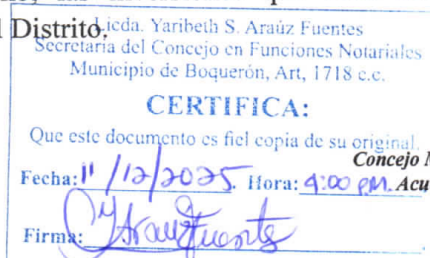 l Distrito.
Licda. Yaribeth S. Araúz Fuentes
Secretaria del Concejo en Funciones Notariales
Municipio de Boquerón, Art, 1718 c.c.
CERTIFICA:
Que este documento es fiel copia de su original.
Concejo M
Fecha: 11/12/2025. Hora: 4:00 PM. Acu
Firma: YArauzFuentes